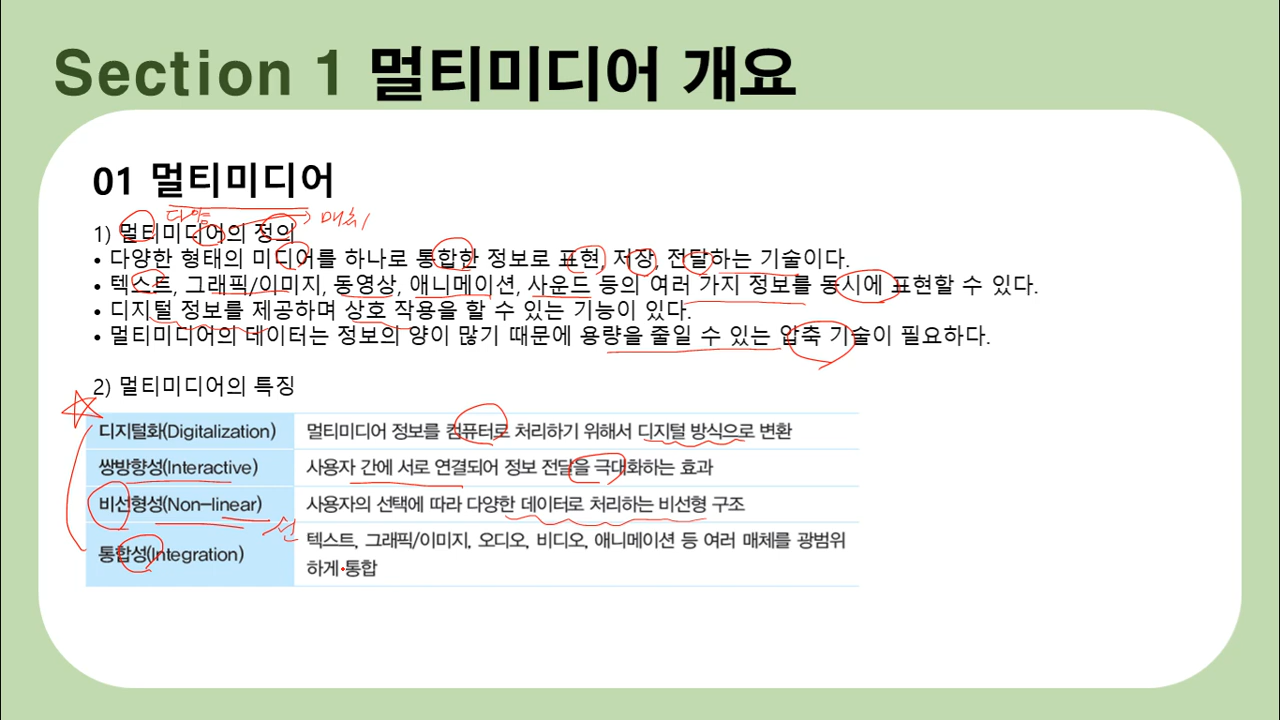 Section 1 멀티미디어 개요
01 멀티미디어
다양 매체
1) 멀티미디어의 정의
• 다양한 형태의 미디어를 하나로 통합한 정보로 표현, 저장, 전달하는 기술이다.
• 텍스트, 그래픽/이미지, 동영상, 애니메이션, 사운드 등의 여러 가지 정보를 동시에 표현할 수 있다.
• 디지털 정보를 제공하며 상호 작용을 할 수 있는 기능이 있다.
• 멀티미디어의 데이터는 정보의 양이 많기 때문에 용량을 줄일 수 있는 압축 기술이 필요하다.
2) 멀티미디어의 특징
디지털화(Digitalization) 멀티미디어 정보를 컴퓨터로 처리하기 위해서 디지털 방식으로 변환
쌍방향성(Interactive) 사용자 간에 서로 연결되어 정보 전달을 극대화하는 효과
비선형성(Non-linear) 사용자의 선택에 따라 다양한 데이터로 처리하는 비선형 구조
선
통합성(Integration) 텍스트, 그래픽/이미지, 오디오, 비디오, 애니메이션 등 여러 매체를 광범위
하게 통합